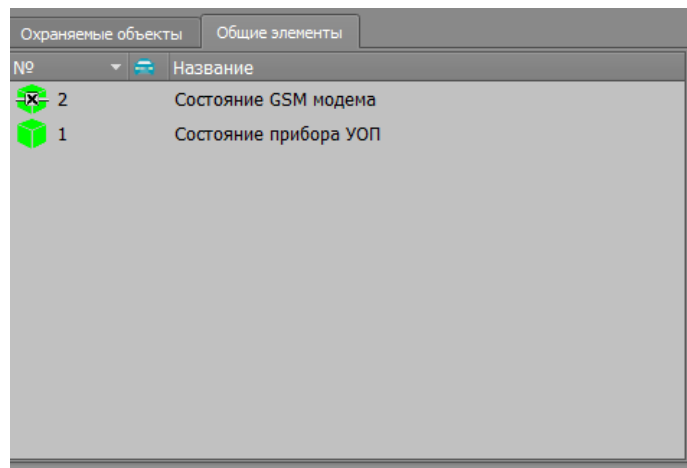 Охраняемые объекты Общие элементы
№ Название
2 Состояние GSM модема
1 Состояние прибора УОП